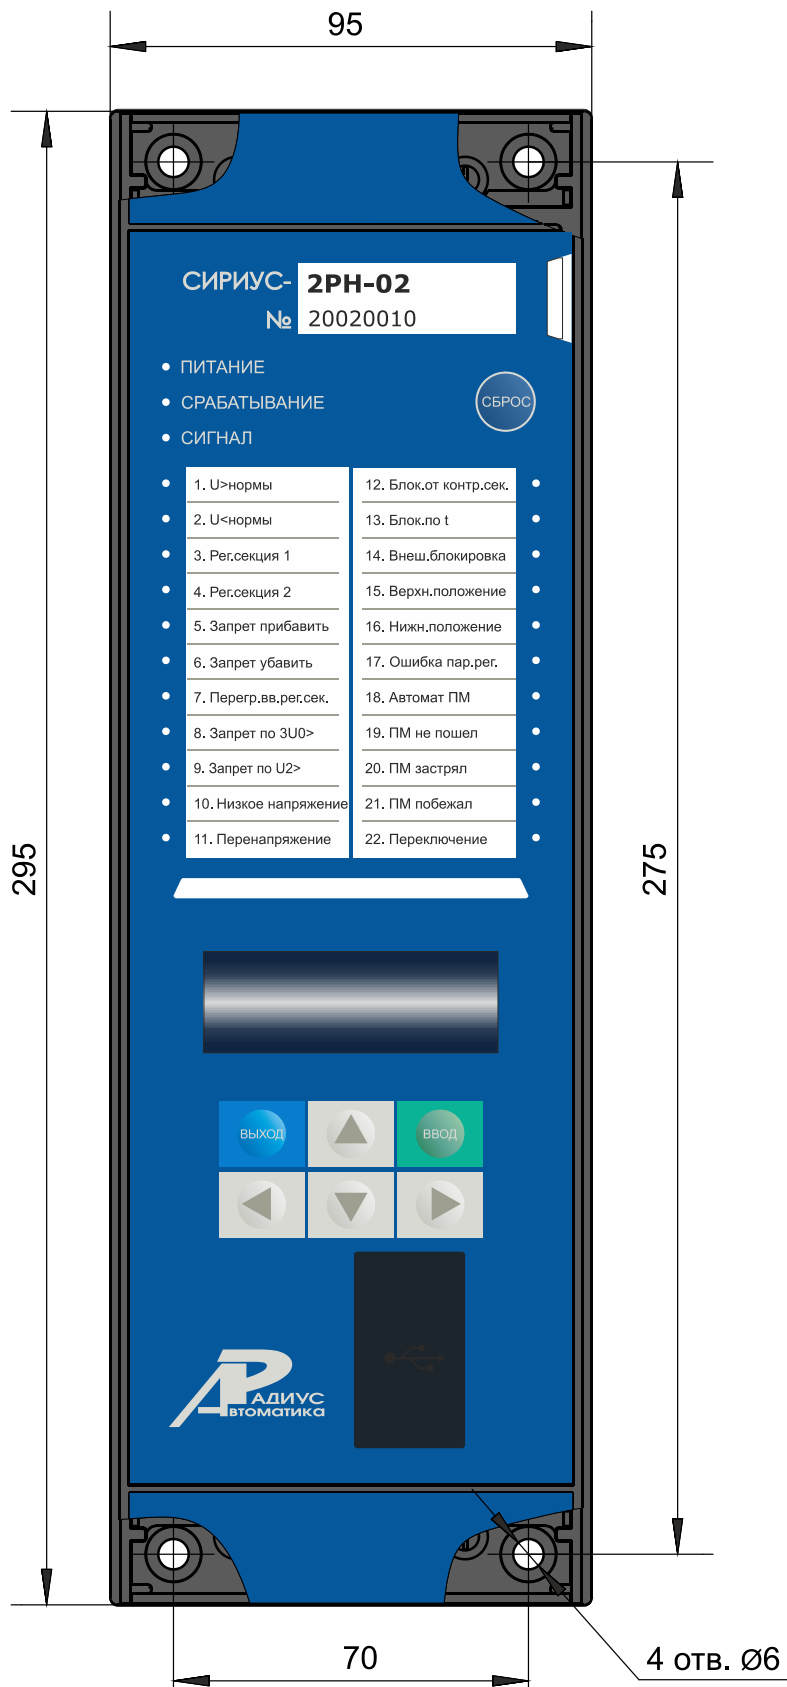 95
СИРИУС- 2РН-02
№ 20020010
ПИТАНИЕ
СРАБАТЫВАНИЕ
СБРОС
СИГНАЛ
1. U>нормы
2. U<нормы
3. Рег.секция 1
4. Рег.секция 2
5. Запрет прибавить
6. Запрет убавить
7. Перегр.вв.рег.сек.
8. Запрет по 3U0>
9. Запрет по U2>
10. Низкое напряжение
11. Перенапряжение
12. Блок.от контр.сек.
13. Блок.по t
14. Внеш.блокировка
15. Верхн.положение
16. Нижн.положение
17. Ошибка пар.рег.
18. Автомат ПМ
19. ПМ не пошел
20. ПМ застрял
21. ПМ побежал
22. Переключение
295
275
ВЫХОД
ВВОД
РАДИУС
Автоматика
70
4 отв. Ø6